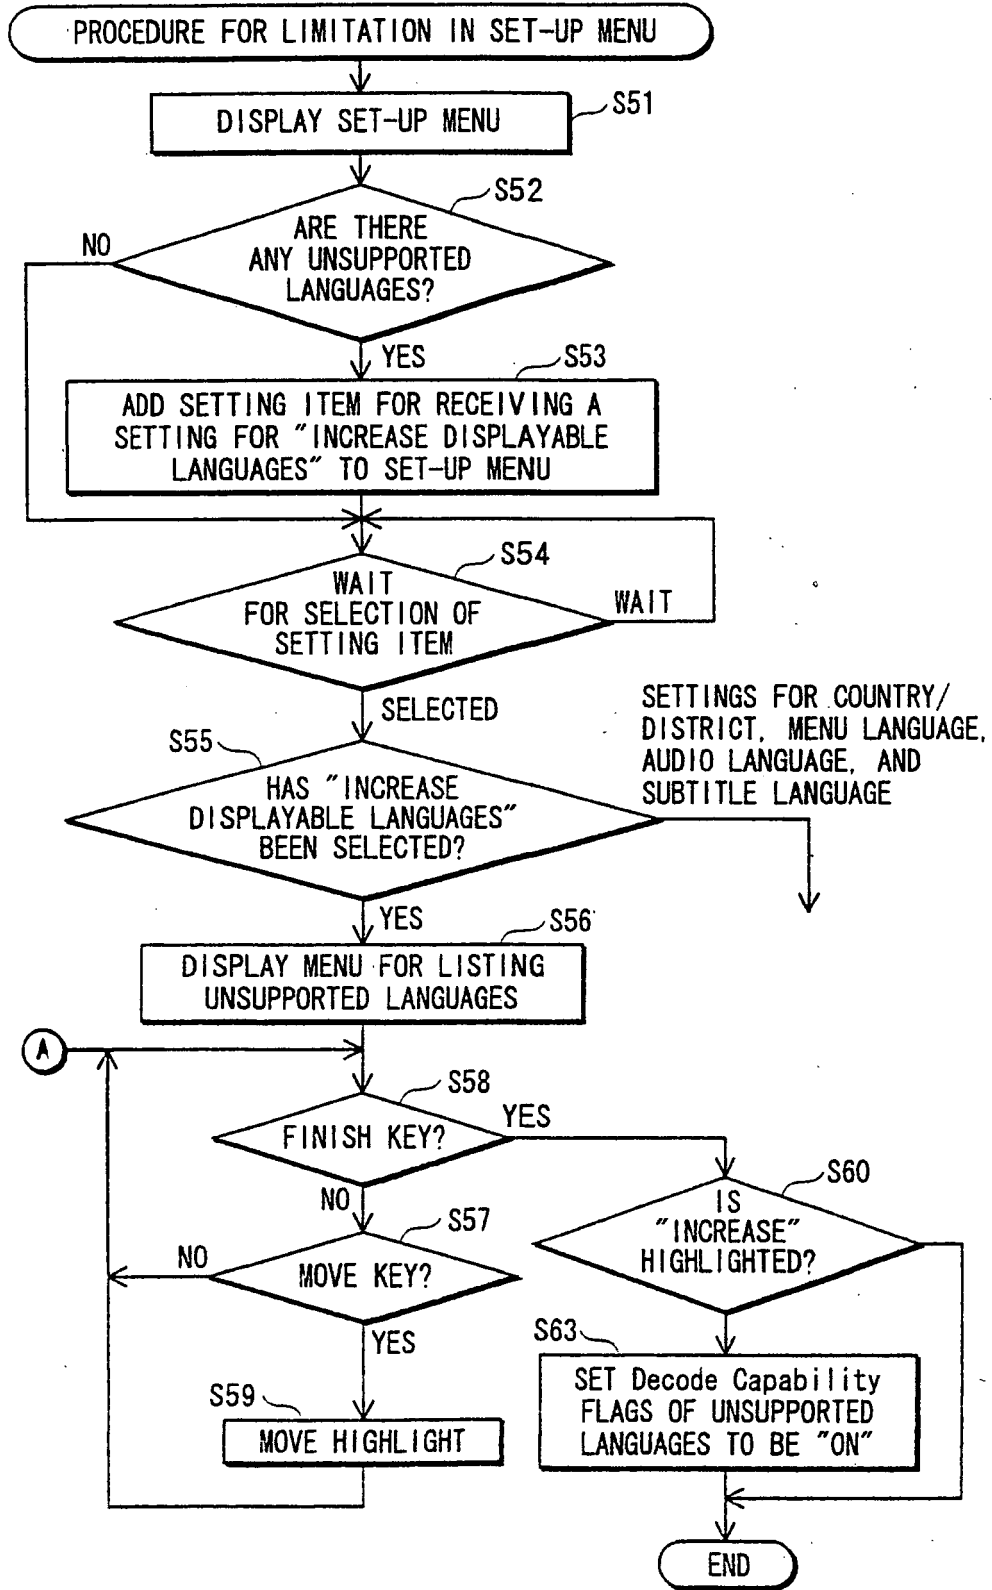 PROCEDURE FOR LIMITATION IN SET-UP MENU
DISPLAY SET-UP MENU
S51
S52
ARE THERE
ANY UNSUPPORTED
LANGUAGES?
NO
YES
S53
ADD SETTING ITEM FOR RECEIVING A
SETTING FOR "INCREASE DISPLAYABLE
LANGUAGES" TO SET-UP MENU
S54
WAIT
FOR SELECTION OF
SETTING ITEM
WAIT
SELECTED
SETTINGS FOR COUNTRY/
DISTRICT, MENU LANGUAGE,
AUDIO LANGUAGE, AND
SUBTITLE LANGUAGE
S55
HAS "INCREASE
DISPLAYABLE LANGUAGES"
BEEN SELECTED?
YES
S56
DISPLAY MENU FOR LISTING
UNSUPPORTED LANGUAGES
A
S58
FINISH KEY?
YES
NO
S57
MOVE KEY?
NO
YES
S59
MOVE HIGHLIGHT
S60
IS
"INCREASE"
HIGHLIGHTED?
S63
SET Decode Capability
FLAGS OF UNSUPPORTED
LANGUAGES TO BE "ON"
END